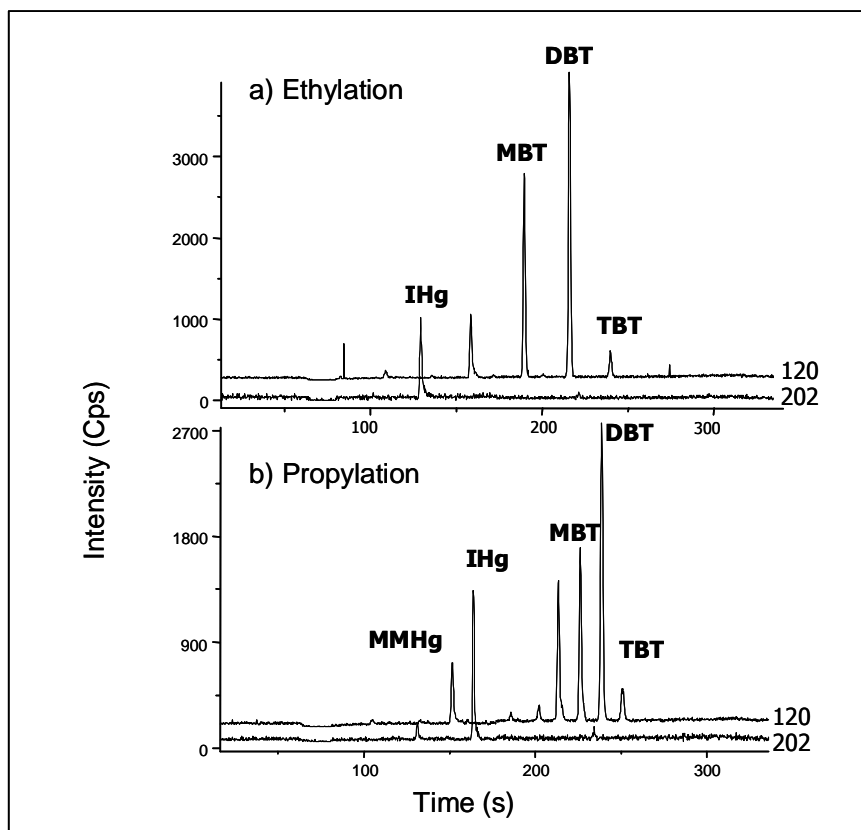 DBT
a) Ethylation
3000
MBT
2000
IHg
1000
TBT
120
0
202
100
200
300
Intensity (Cps)
2700
DBT
b) Propylation
1800
MBT
IHg
900
MMHg
TBT
120
0
202
100
200
300
Time (s)